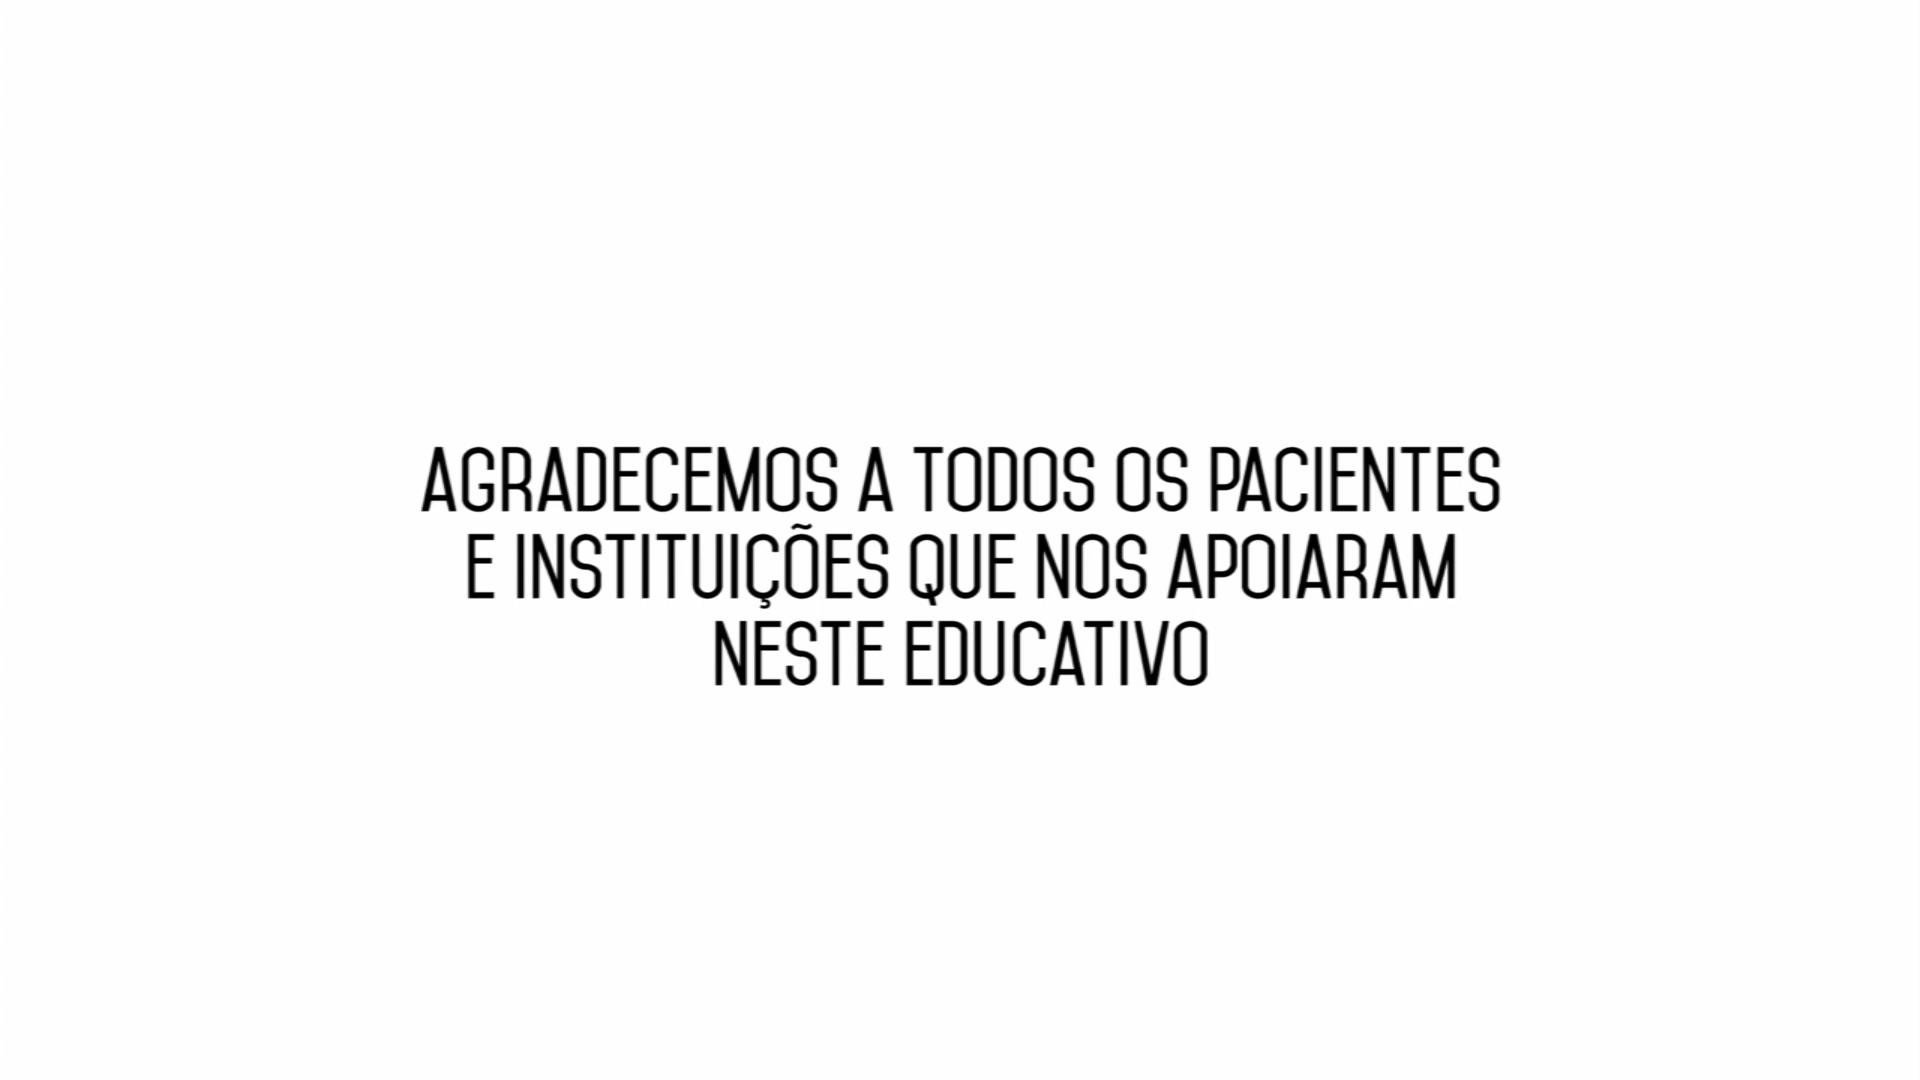 AGRADECEMOS A TODOS OS PACIENTES
E INSTITUIÇÕES QUE NOS APOIARAM
NESTE EDUCATIVO